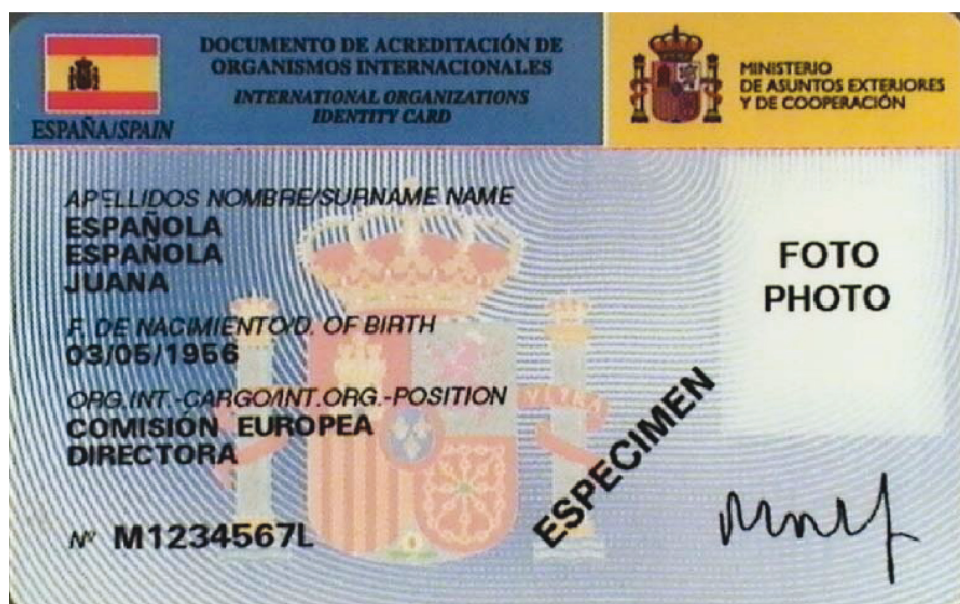 ESPAÑA/SPAIN
DOCUMENTO DE ACREDITACIÓN DE
ORGANISMOS INTERNACIONALES
INTERNATIONAL ORGANIZATIONS
IDENTITY CARD
MINISTERIO
DE ASUNTOS EXTERIORES
Y DE COOPERACIÓN
APELLIDOS NOMBRE/SURNAME NAME
ESPAÑOLA
ESPAÑOLA
JUANA
F. DE NACIMIENTO/D. OF BIRTH
03/05/1956
ORG.INT.-CARGO/INT.ORG.-POSITION
COMISIÓN EUROPEA
DIRECTORA
Nº M1234567L
FOTO
PHOTO
ESPECIMEN